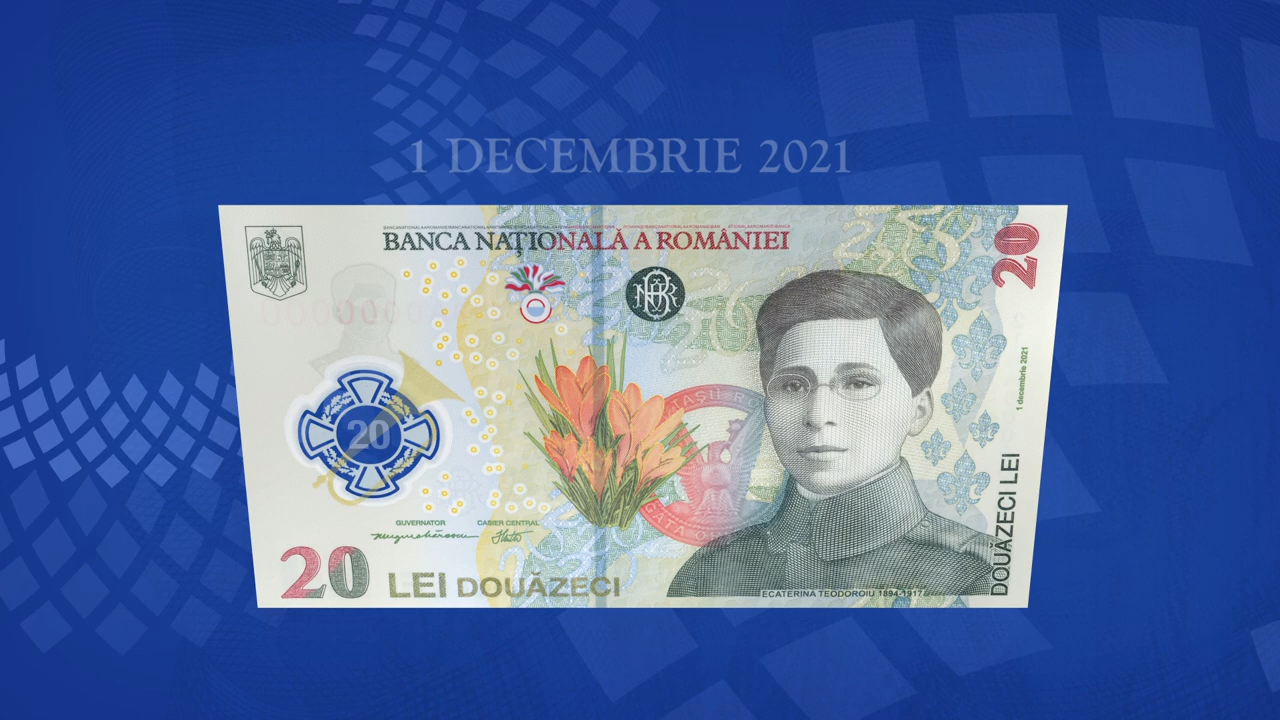 1 DECEMBRIE 2021
BANCA NAȚIONALĂ A ROMÂNIEI
20
1 decembrie 2021
20
GUVERNATOR
CASIER CENTRAL
20 LEI DOUĂZECI
ECATERINA TEODOROIU 1894-1917
DOUĂZECI LEI